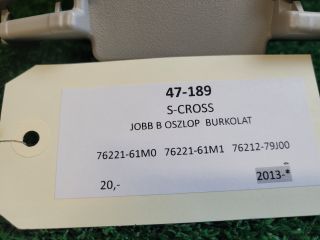 47-189
S-CROSS
JOBB B OSZLOP BURKOLAT
76221-61M0 76221-61M1 76212-79J00
20,-
2013-*